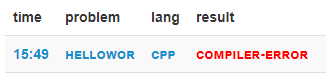 time problem lang result
15:49 HELLOWOR CPP COMPILER-ERROR